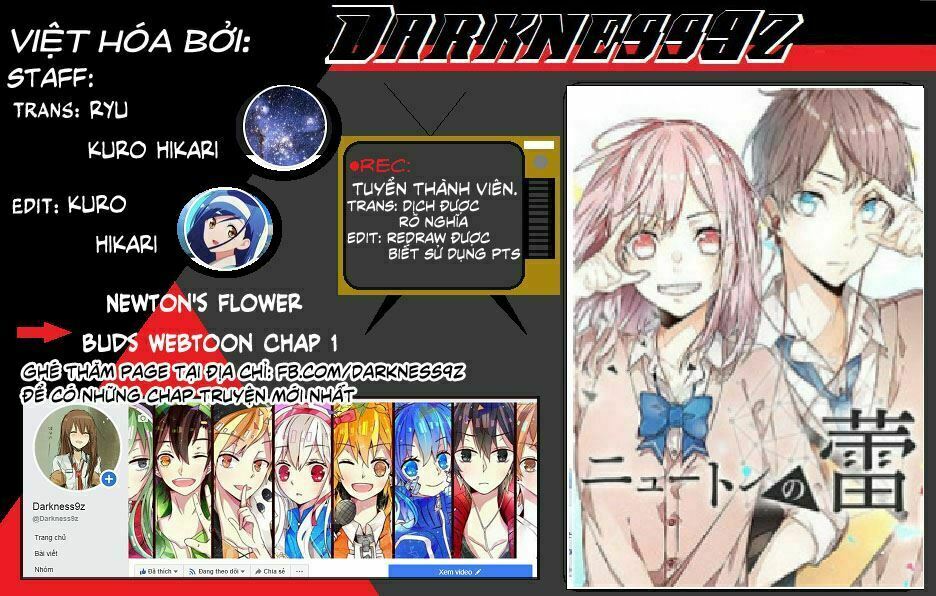 DARKNESS9Z
VIỆT HÓA BỞI:
STAFF:
TRANS: RYU
KURO HIKARI
EDIT: KURO
HIKARI
REC:
TUYỂN THÀNH VIÊN.
TRANS: DỊCH ĐƯỢC
RÕ NGHĨA
EDIT: REDRAW ĐƯỢC
BIẾT SỬ DỤNG PTS
NEWTON'S FLOWER
BUDS WEBTOON CHAP 1
GHÉ THĂM PAGE TẠI ĐỊA CHỈ: FB.COM/DARKNESS9Z
ĐỂ CÓ NHỮNG CHAP TRUYỆN MỚI NHẤT
Darkness9z
@Darkness9z
Trang chủ
Bài viết
Nhóm
Đã thích
Đang theo dõi
Chia sẻ
...
Xem video
ニュートンの蕾